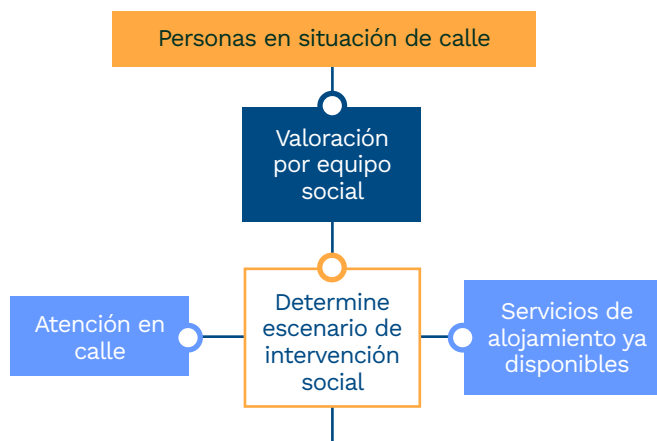 Personas en situación de calle
Valoración
por equipo
social
Atención en
calle
Determine
escenario de
intervención
social
Servicios de
alojamiento ya
disponibles